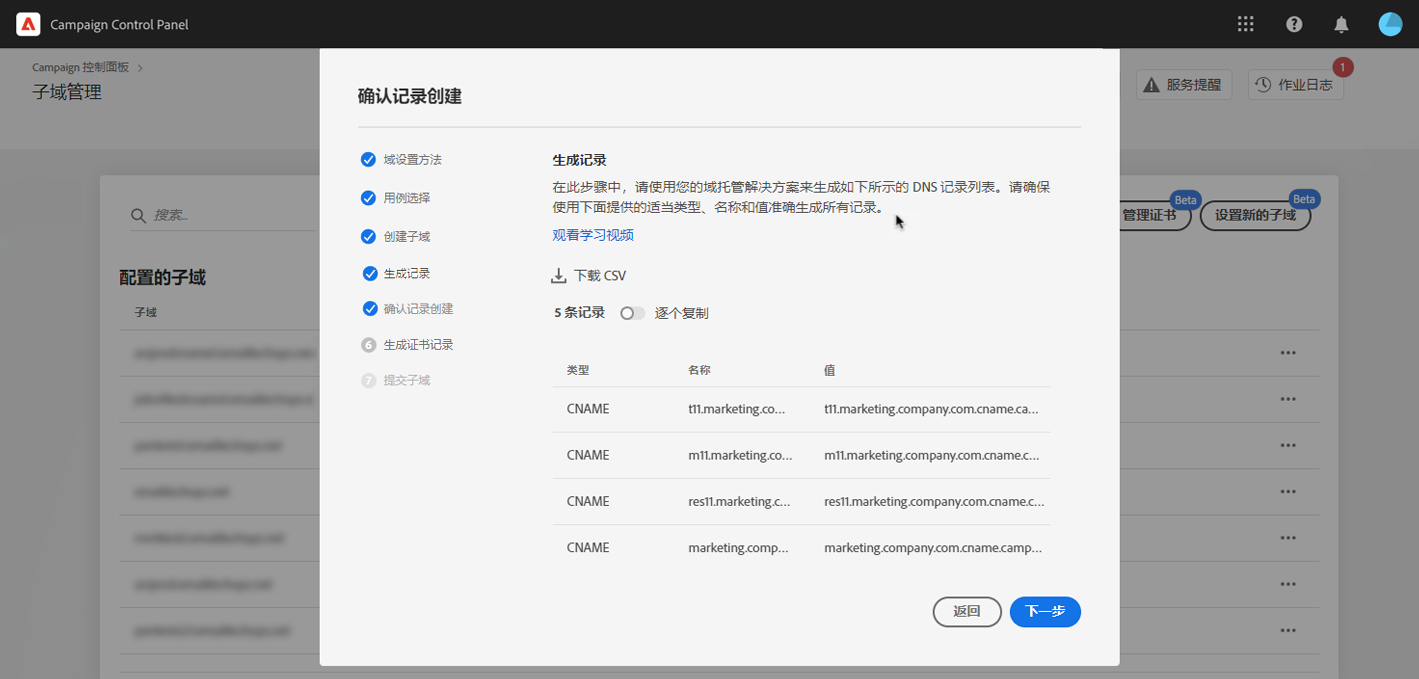 Campaign Control Panel
Campaign 控制面板
子域管理
服务提醒
作业日志
1
搜索..
管理证书
Beta
设置新的子域
Beta
配置的子域
子域
确认记录创建
域设置方法
用例选择
创建子域
生成记录
确认记录创建
6 生成证书记录
7 提交子域
生成记录
在此步骤中，请使用您的域托管解决方案来生成如下所示的 DNS 记录列表。请确保
使用下面提供的适当类型、名称和值准确生成所有记录。
观看学习视频
下载 CSV
5 条记录 逐个复制
类型 名称 值
CNAME t11.marketing.co... t11.marketing.company.com.cname.ca...
CNAME m11.marketing.co... m11.marketing.company.com.cname.c...
CNAME res11.marketing.c... res11.marketing.company.com.cname.c...
CNAME marketing.comp... marketing.company.com.cname.camp...
返回 下一步